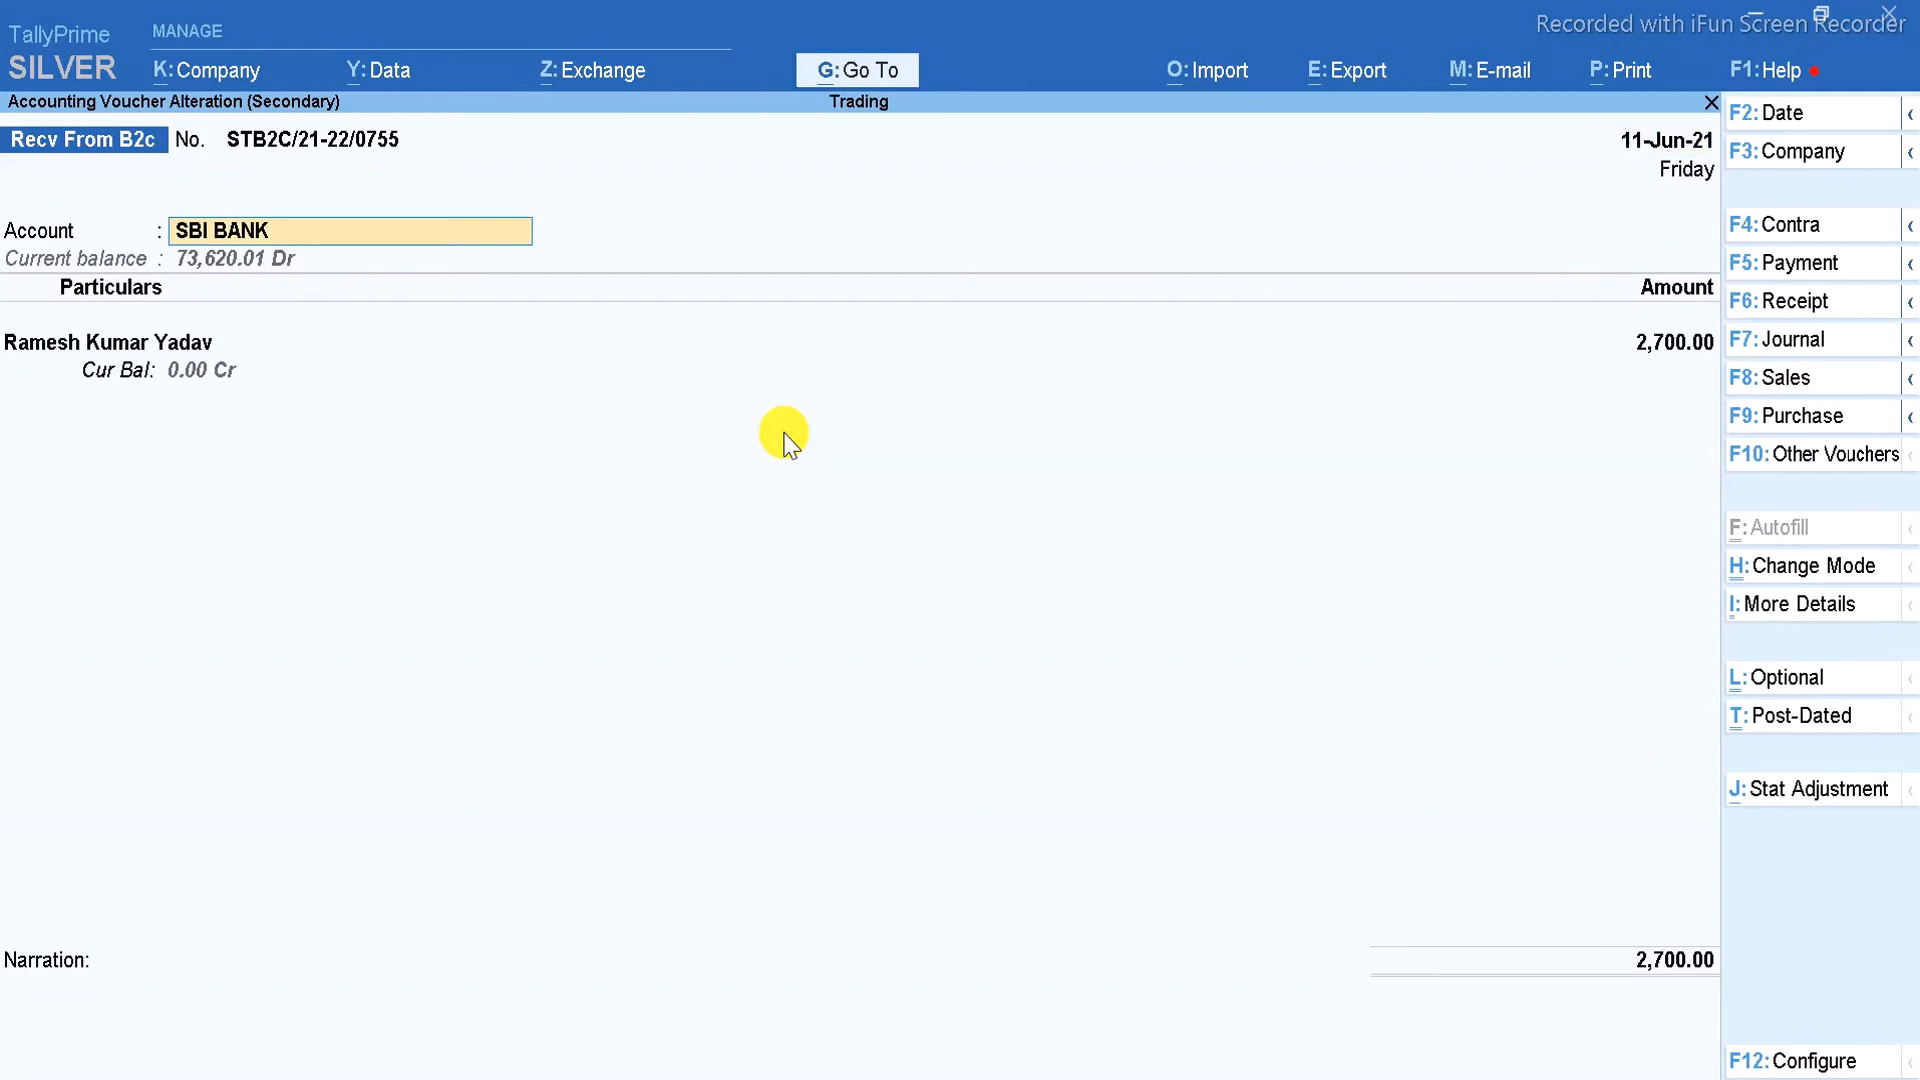 Recorded with iFun Screen Recorder
TallyPrime MANAGE
SILVER K: Company Y: Data Z: Exchange G: Go To O: Import E: Export M: E-mail P: Print F1: Help
Accounting Voucher Alteration (Secondary) Trading
Recv From B2c No. STB2C/21-22/0755 11-Jun-21
Friday
Account : SBI BANK
Current balance : 73,620.01 Dr
Particulars Amount
Ramesh Kumar Yadav 2,700.00
Cur Bal: 0.00 Cr
Narration: 2,700.00
F2: Date
F3: Company
F4: Contra
F5: Payment
F6: Receipt
F7: Journal
F8: Sales
F9: Purchase
F10: Other Vouchers
F: Autofill
H: Change Mode
I: More Details
L: Optional
T: Post-Dated
J: Stat Adjustment
F12: Configure